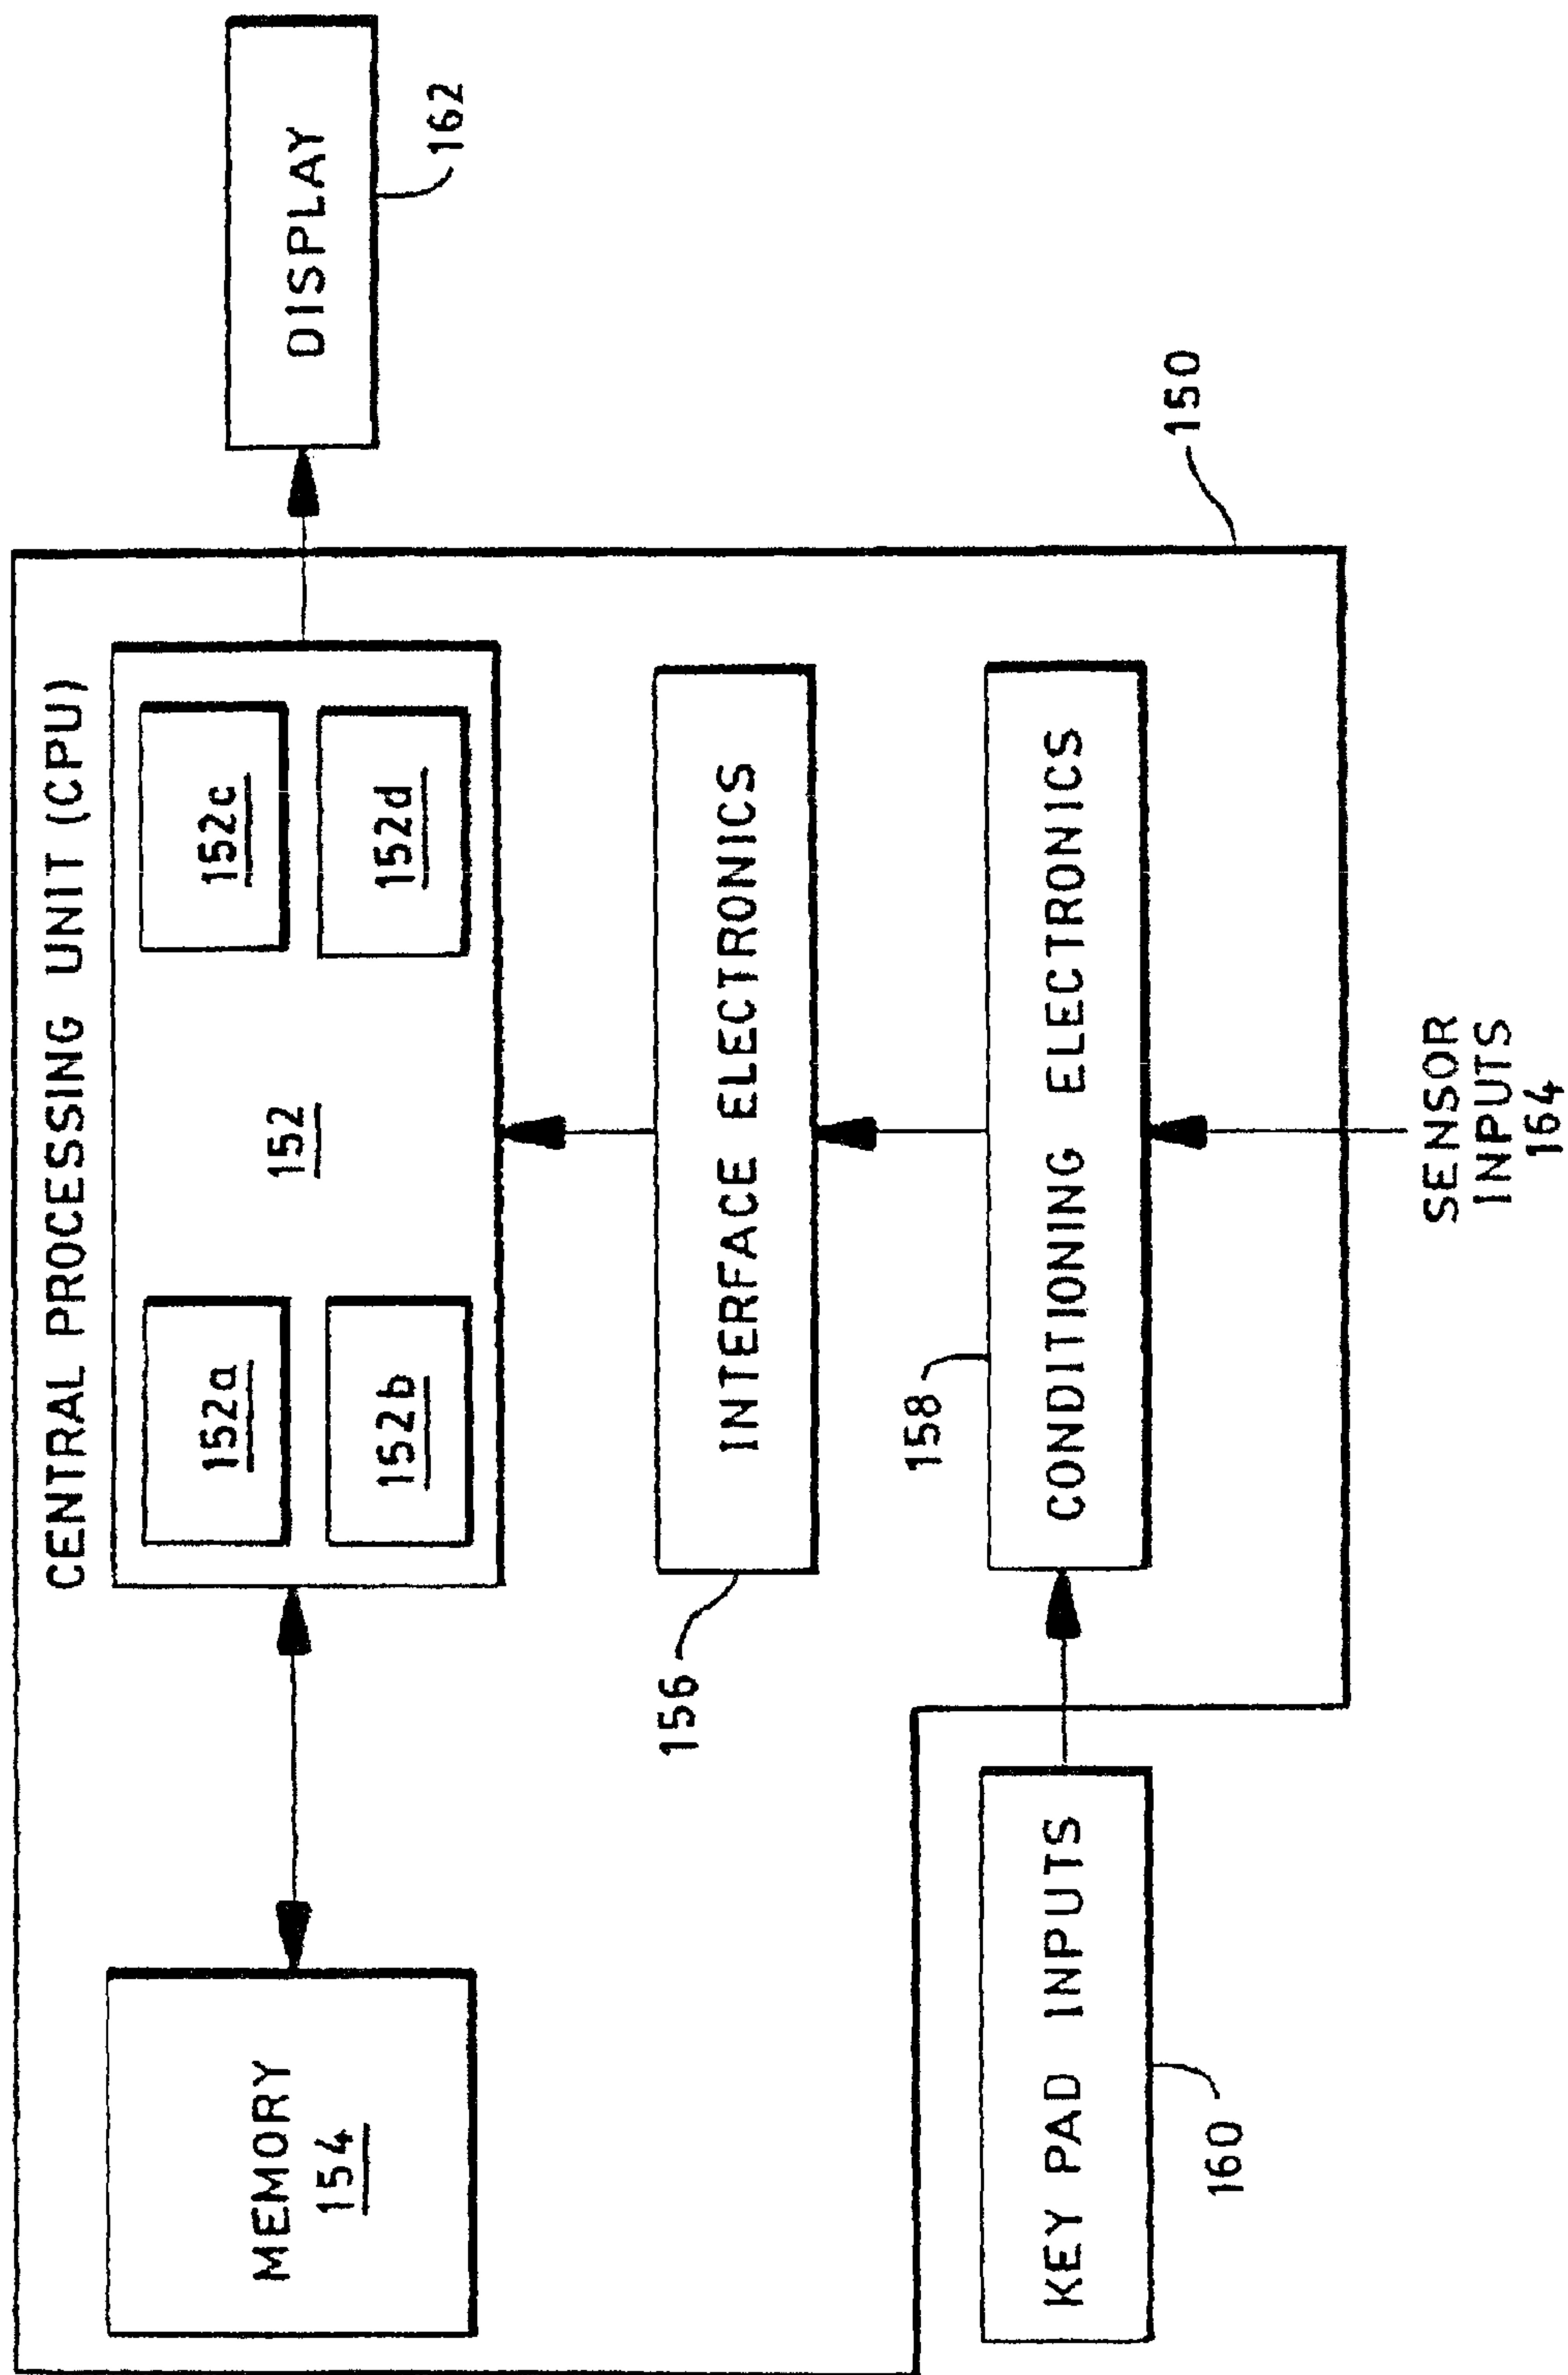 CENTRAL PROCESSING UNIT (CPU)
MEMORY
154
152a
152b
152
152c
152d
DISPLAY
162
156
INTERFACE ELECTRONICS
158
CONDITIONING ELECTRONICS
150
KEY PAD INPUTS
160
SENSOR
INPUTS
164